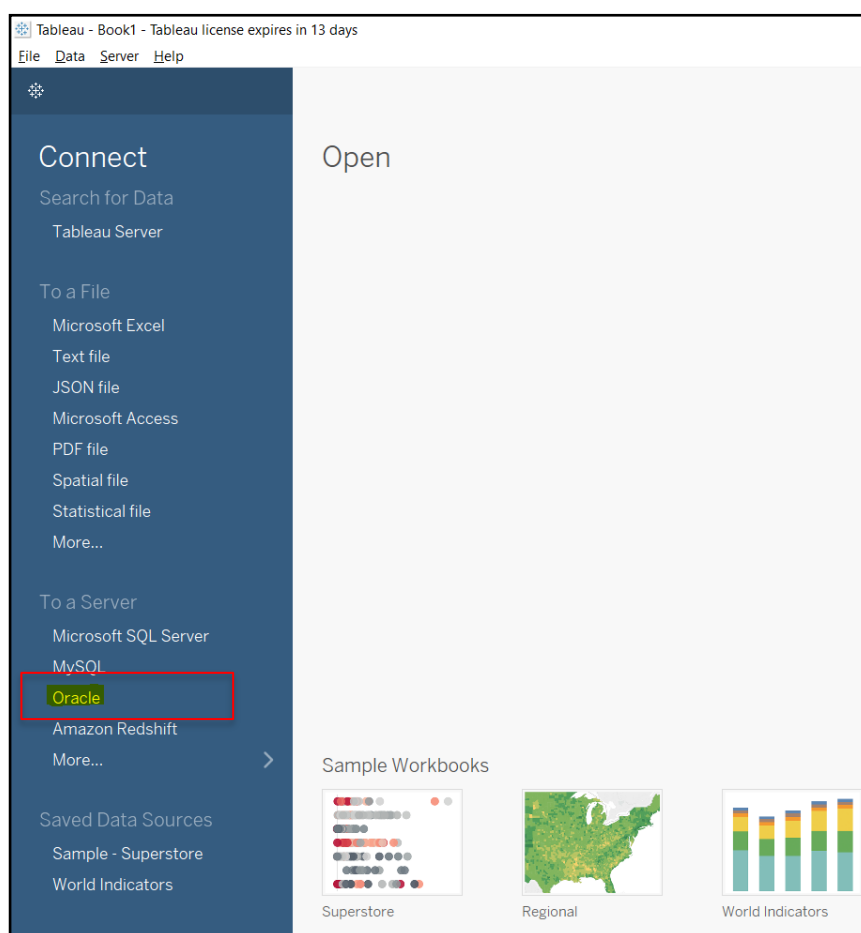 Tableau - Book1 - Tableau license expires in 13 days
File Data Server Help
Connect
Search for Data
Tableau Server
To a File
Microsoft Excel
Text file
JSON file
Microsoft Access
PDF file
Spatial file
Statistical file
More...
To a Server
Microsoft SQL Server
MySQL
Oracle
Amazon Redshift
More...
Saved Data Sources
Sample - Superstore
World Indicators
Open
Sample Workbooks
Superstore
Regional
World Indicators